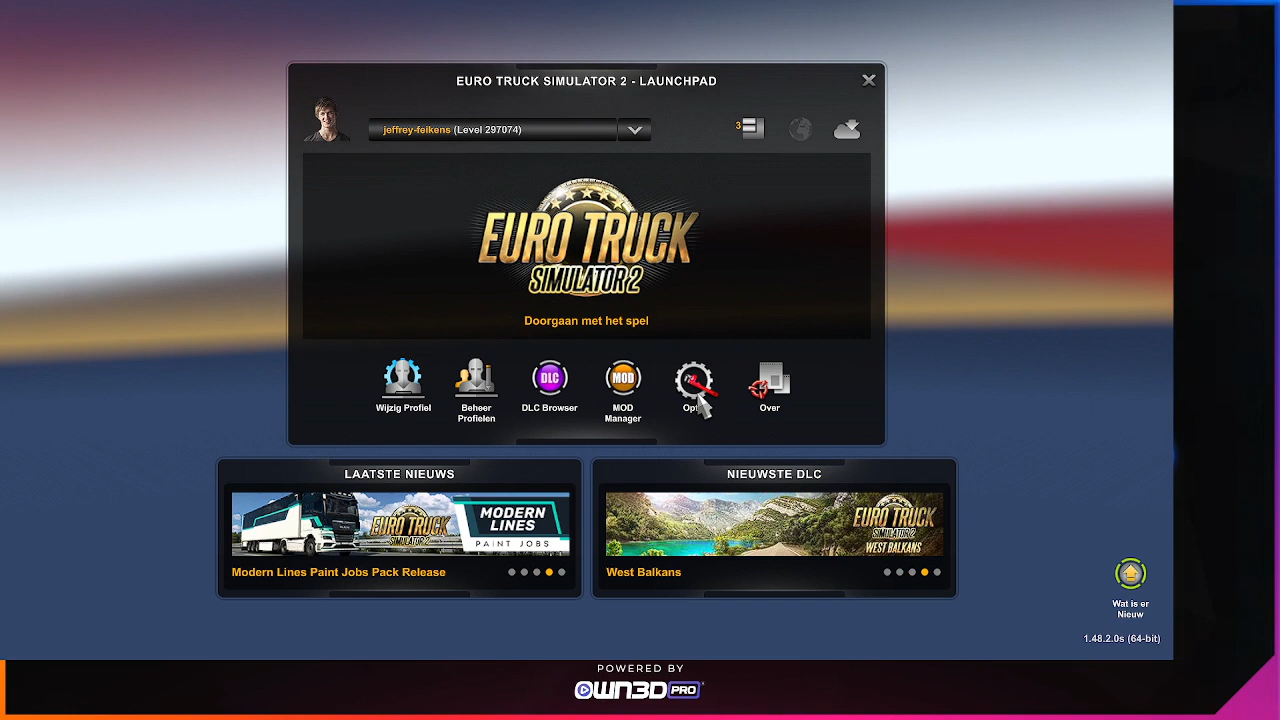 EURO TRUCK SIMULATOR 2 - LAUNCHPAD
jeffrey-feikens (Level 297074)
3
EURO TRUCK
SIMULATOR 2
Doorgaan met het spel
DLC
MOD
Wijzig Profiel
Beheer
Profielen
DLC Browser
MOD
Manager
Over
LAATSTE NIEUWS
NIEUWSTE DLC
EURO TRUCK
SIMULATOR 2
MODERN
LINES
PAINT JOBS
EURO TRUCK
SIMULATOR 2
WEST BALKANS
Modern Lines Paint Jobs Pack Release
West Balkans
Wat is er
Nieuw
1.48.2.0s (64-bit)
POWERED BY
OWN3D PRO